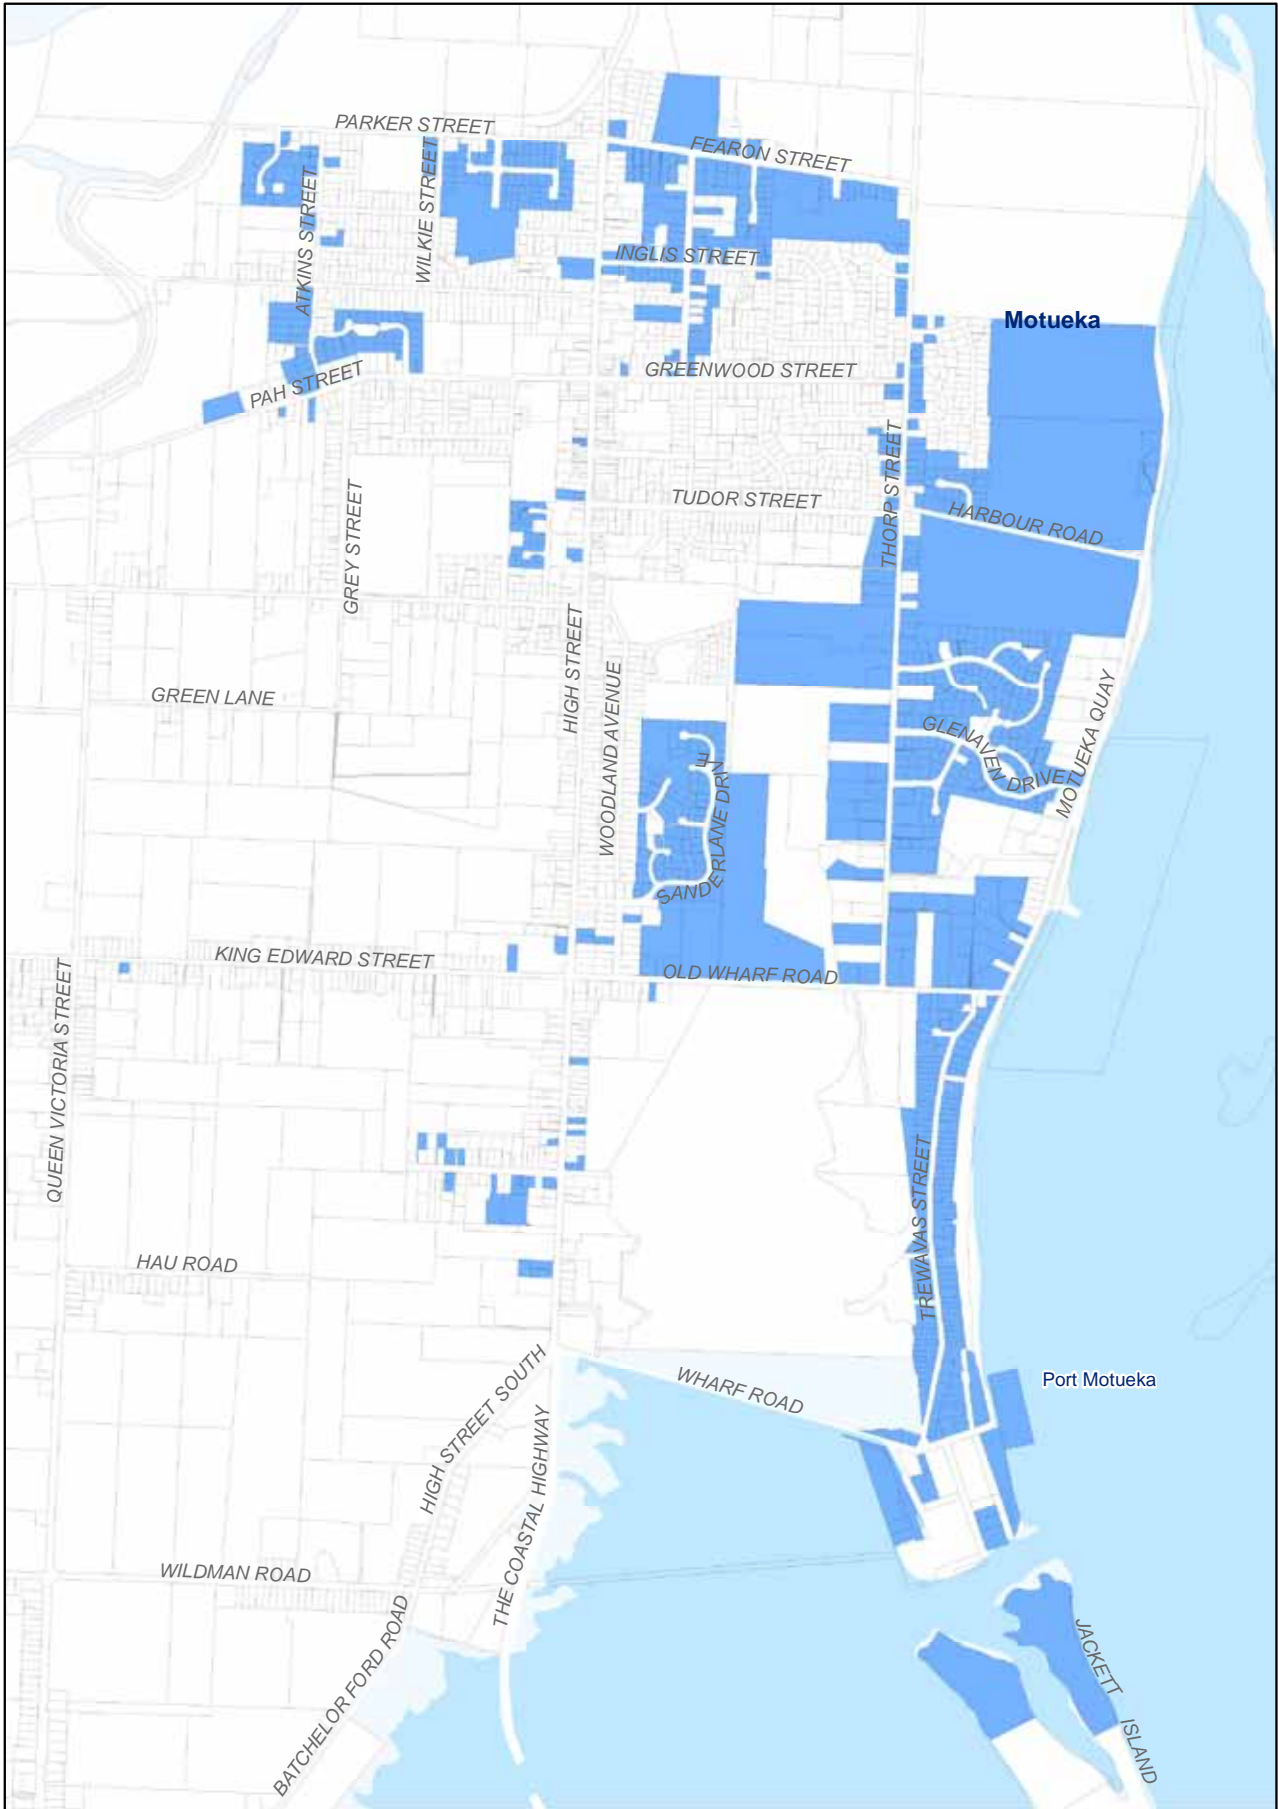 PARKER STREET
FEARON STREET
ATKINS STREET
WILKIE STREET
INGLIS STREET
Motueka
PAH STREET
GREENWOOD STREET
THORP STREET
TUDOR STREET
HARBOUR ROAD
GREY STREET
HIGH STREET
WOODLAND AVENUE
GREEN LANE
GLENAVEN DRIVE
MOTUEKA QUAY
SANDERLANE DRIVE
KING EDWARD STREET
OLD WHARF ROAD
QUEEN VICTORIA STREET
TREWAVAS STREET
HAU ROAD
HIGH STREET SOUTH
WHARF ROAD
Port Motueka
THE COASTAL HIGHWAY
WILDMAN ROAD
BATCHELOR FORD ROAD
JACKETT ISLAND